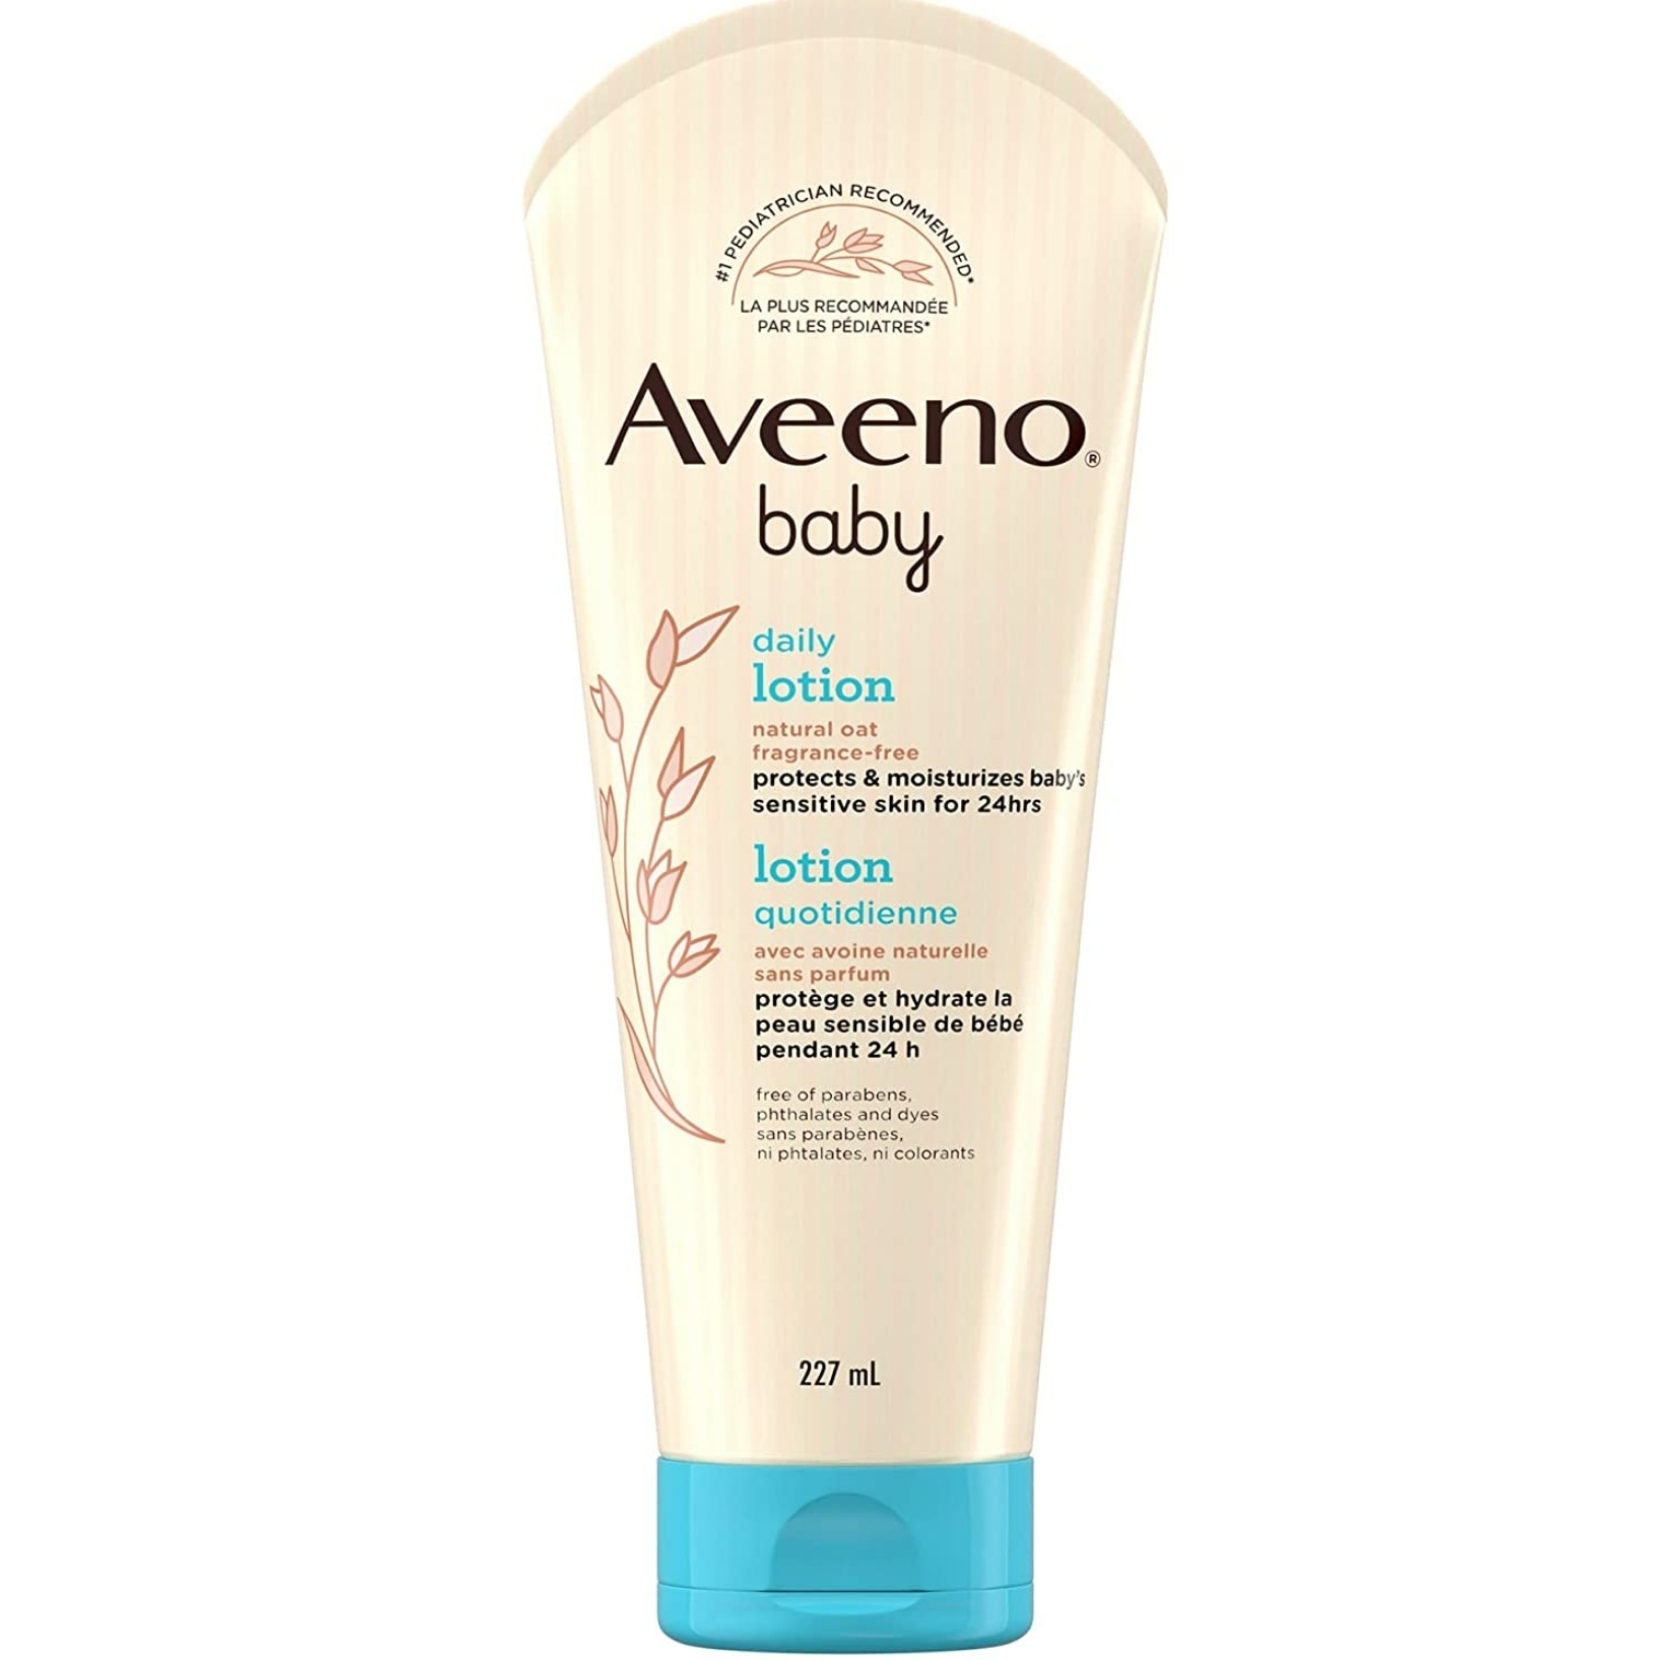 #1 PEDIATRICIAN RECOMMENDED*
LA PLUS RECOMMANDÉE
PAR LES PÉDIATRES*
Aveeno®
baby
daily
lotion
natural oat
fragrance-free
protects & moisturizes baby's
sensitive skin for 24hrs
lotion
quotidienne
avec avoine naturelle
sans parfum
protège et hydrate la
peau sensible de bébé
pendant 24 h
free of parabens,
phthalates and dyes
sans parabènes,
ni phtalates, ni colorants
227 mL